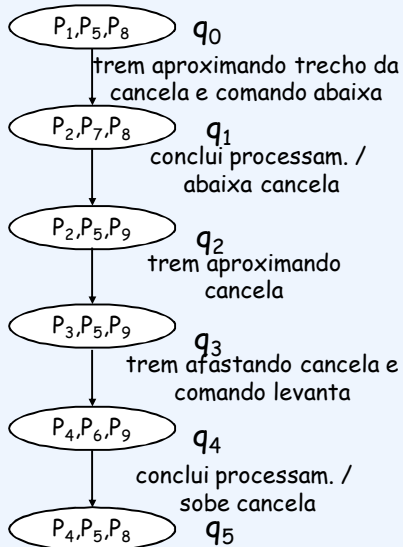 P1,P5,P8 q0
trem aproximando trecho da
cancela e comando abaixa
P2,P7,P8 q1
conclui processam. /
abaixa cancela
P2,P5,P9 q2
trem aproximando
cancela
P3,P5,P9 q3
trem afastando cancela e
comando levanta
P4,P6,P9 q4
conclui processam. /
sobe cancela
P4,P5,P8 q5